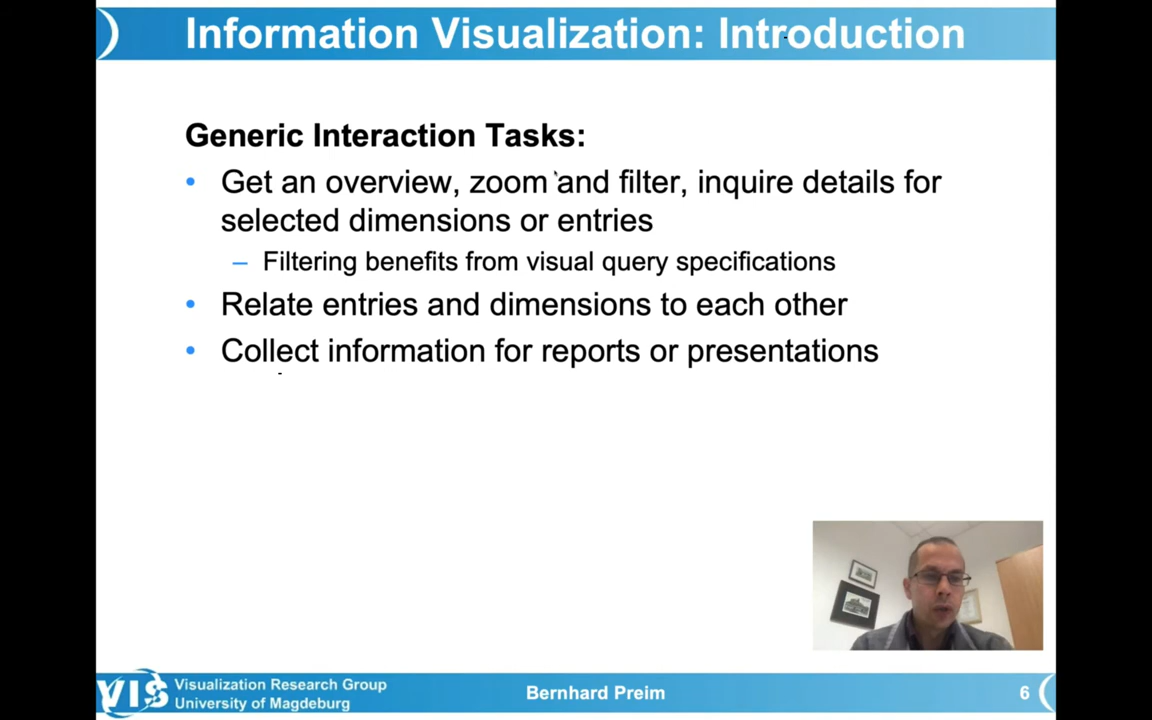 Information Visualization: Introduction
Generic Interaction Tasks:
• Get an overview, zoom and filter, inquire details for
selected dimensions or entries
– Filtering benefits from visual query specifications
• Relate entries and dimensions to each other
• Collect information for reports or presentations
VIS
Visualization Research Group
University of Magdeburg
Bernhard Preim
6